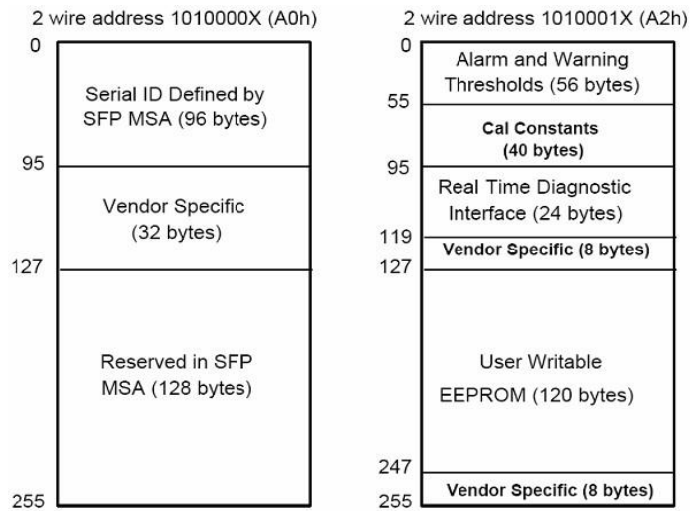 2 wire address 1010000X (A0h)
0
Serial ID Defined by
SFP MSA (96 bytes)
95
Vendor Specific
(32 bytes)
127
Reserved in SFP
MSA (128 bytes)
255
2 wire address 1010001X (A2h)
0
Alarm and Warning
Thresholds (56 bytes)
55
Cal Constants
(40 bytes)
95
Real Time Diagnostic
Interface (24 bytes)
119
Vendor Specific (8 bytes)
127
User Writable
EEPROM (120 bytes)
247
Vendor Specific (8 bytes)
255